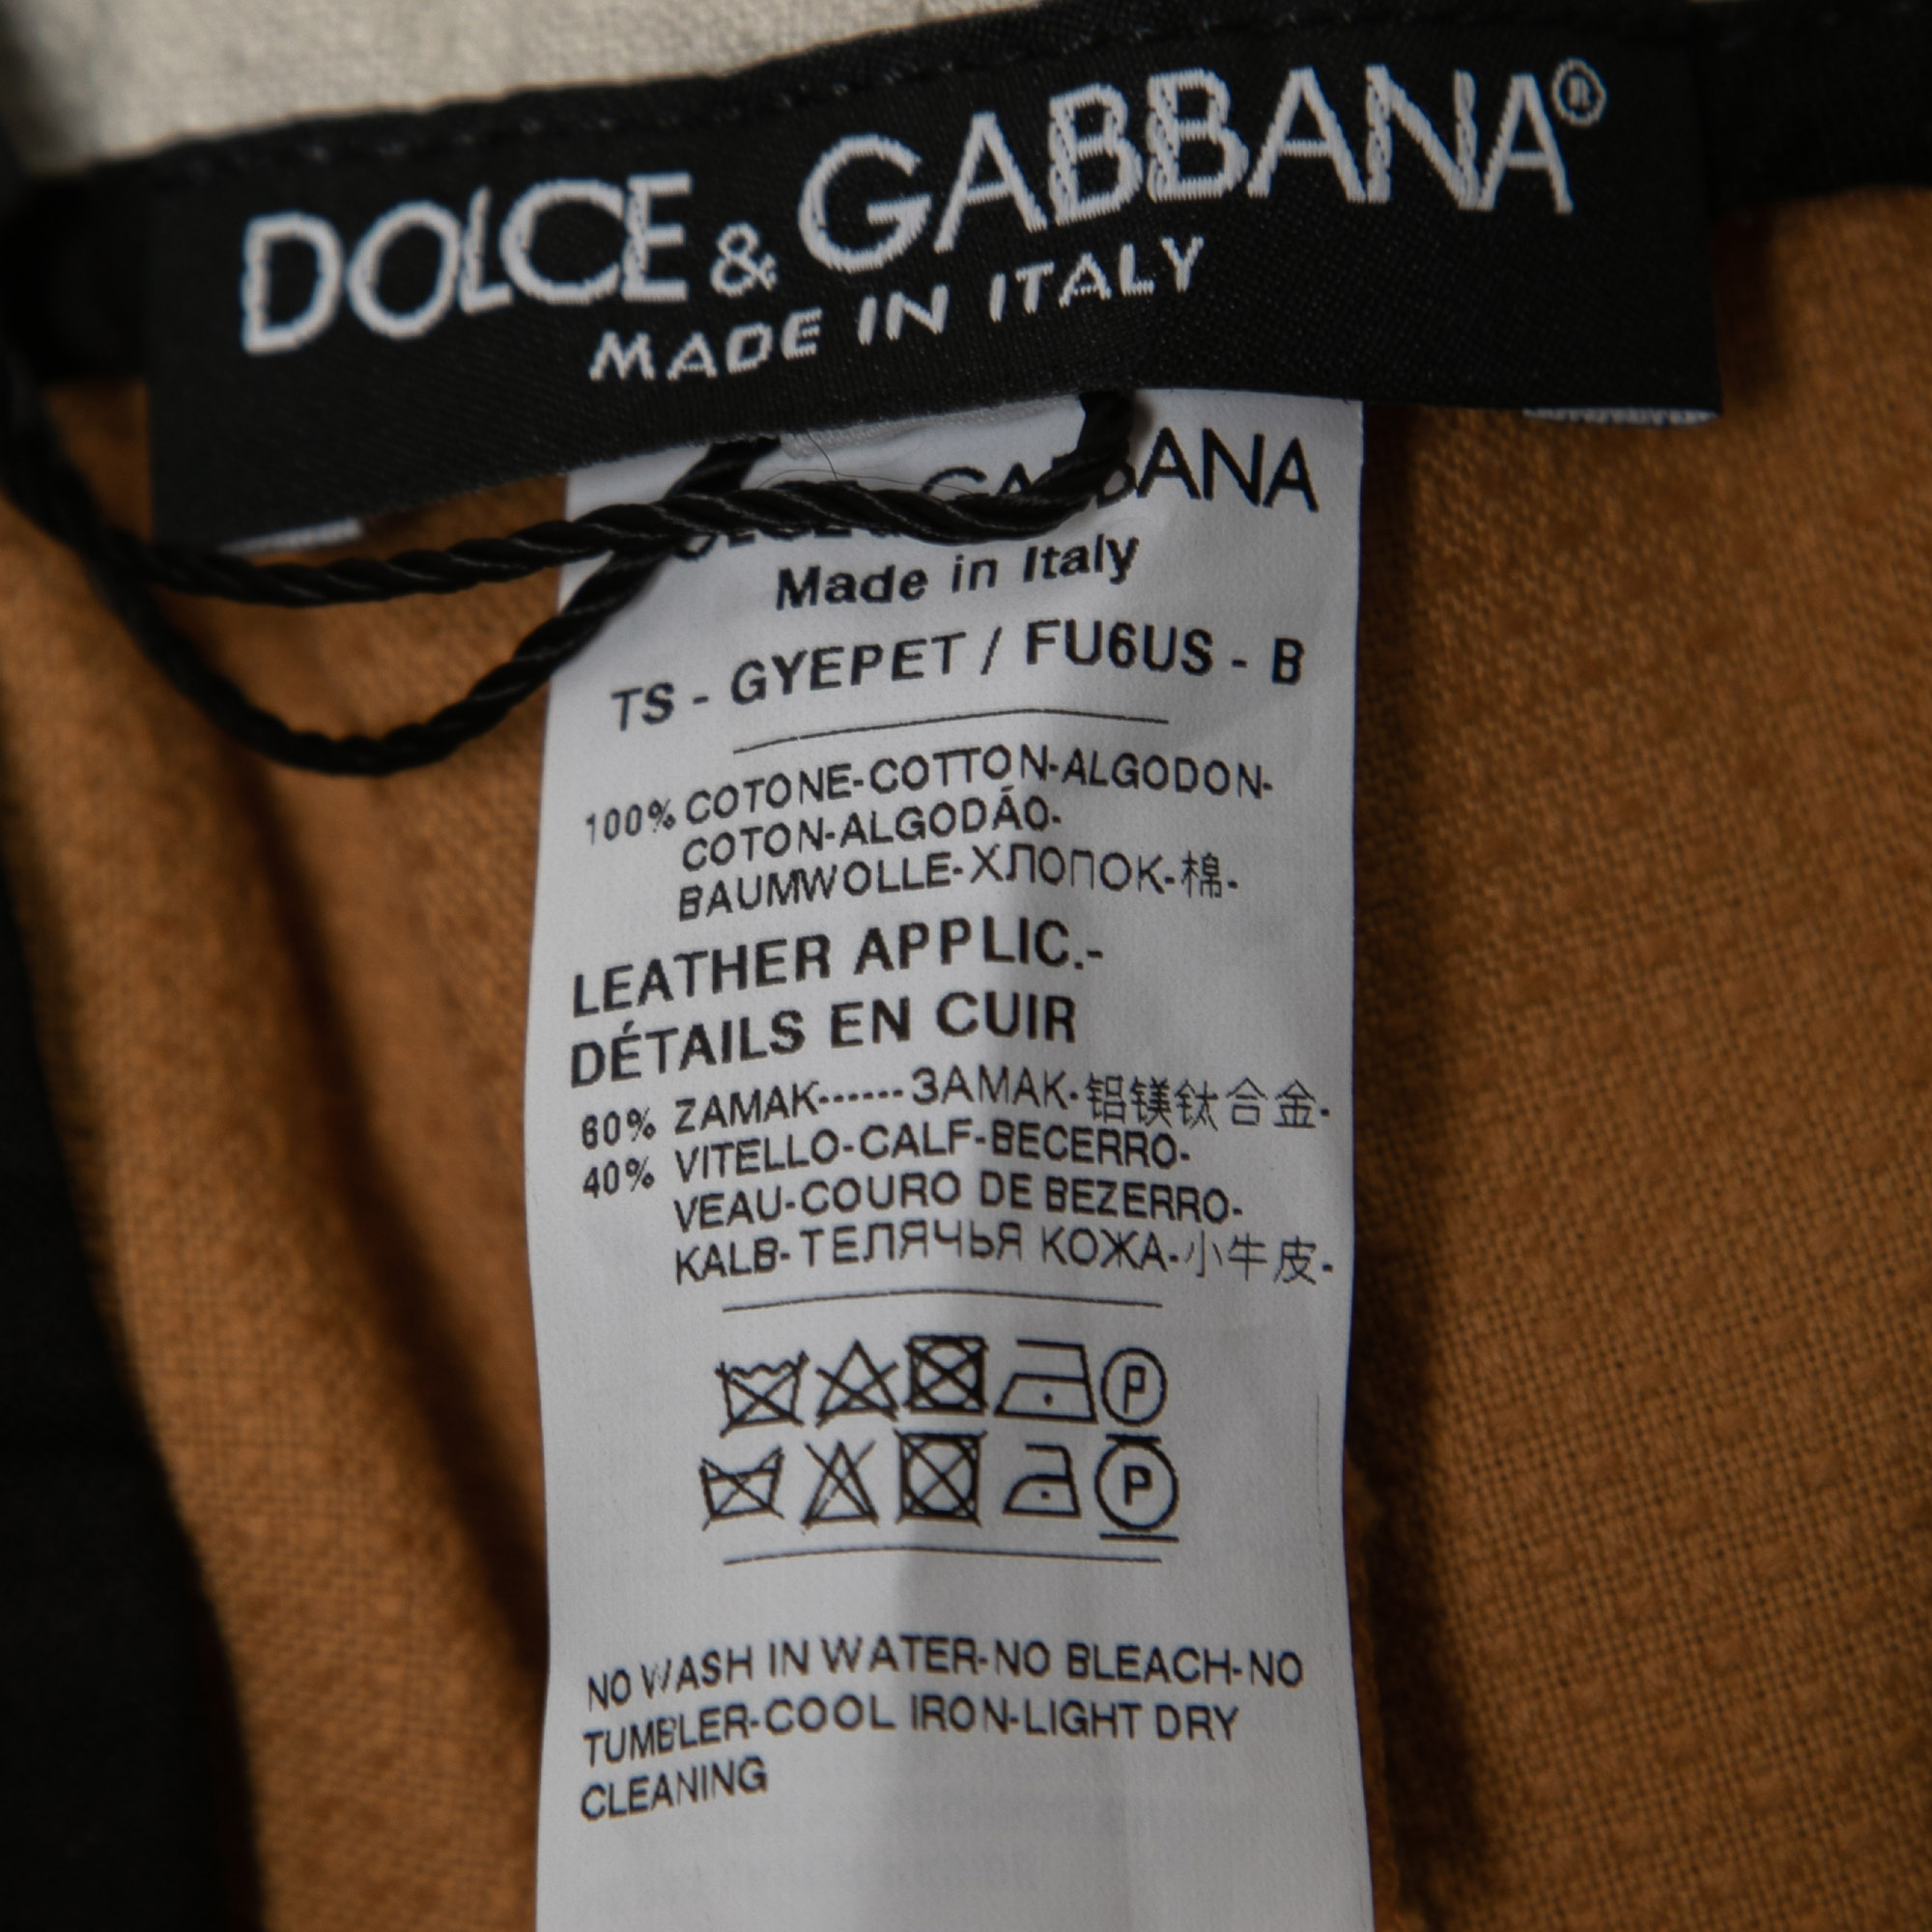 DOLCE & GABBANA®
MADE IN ITALY
GABBANA
Made in Italy
TS - GYEPET / FU6US - B
100% COTONE-COTTON-ALGODON-
COTON-ALGODÃO-
BAUMWOLLE-ХЛОПОК-棉-
LEATHER APPLIC.-
DÉTAILS EN CUIR
60% ZAMAK------ЗАМАК-铝镁钛合金-
40% VITELLO-CALF-BECERRO-
VEAU-COURO DE BEZERRO-
KALB-ТЕЛЯЧЬЯ КОЖА-小牛皮-
P
P
NO WASH IN WATER-NO BLEACH-NO
TUMBLER-COOL IRON-LIGHT DRY
CLEANING